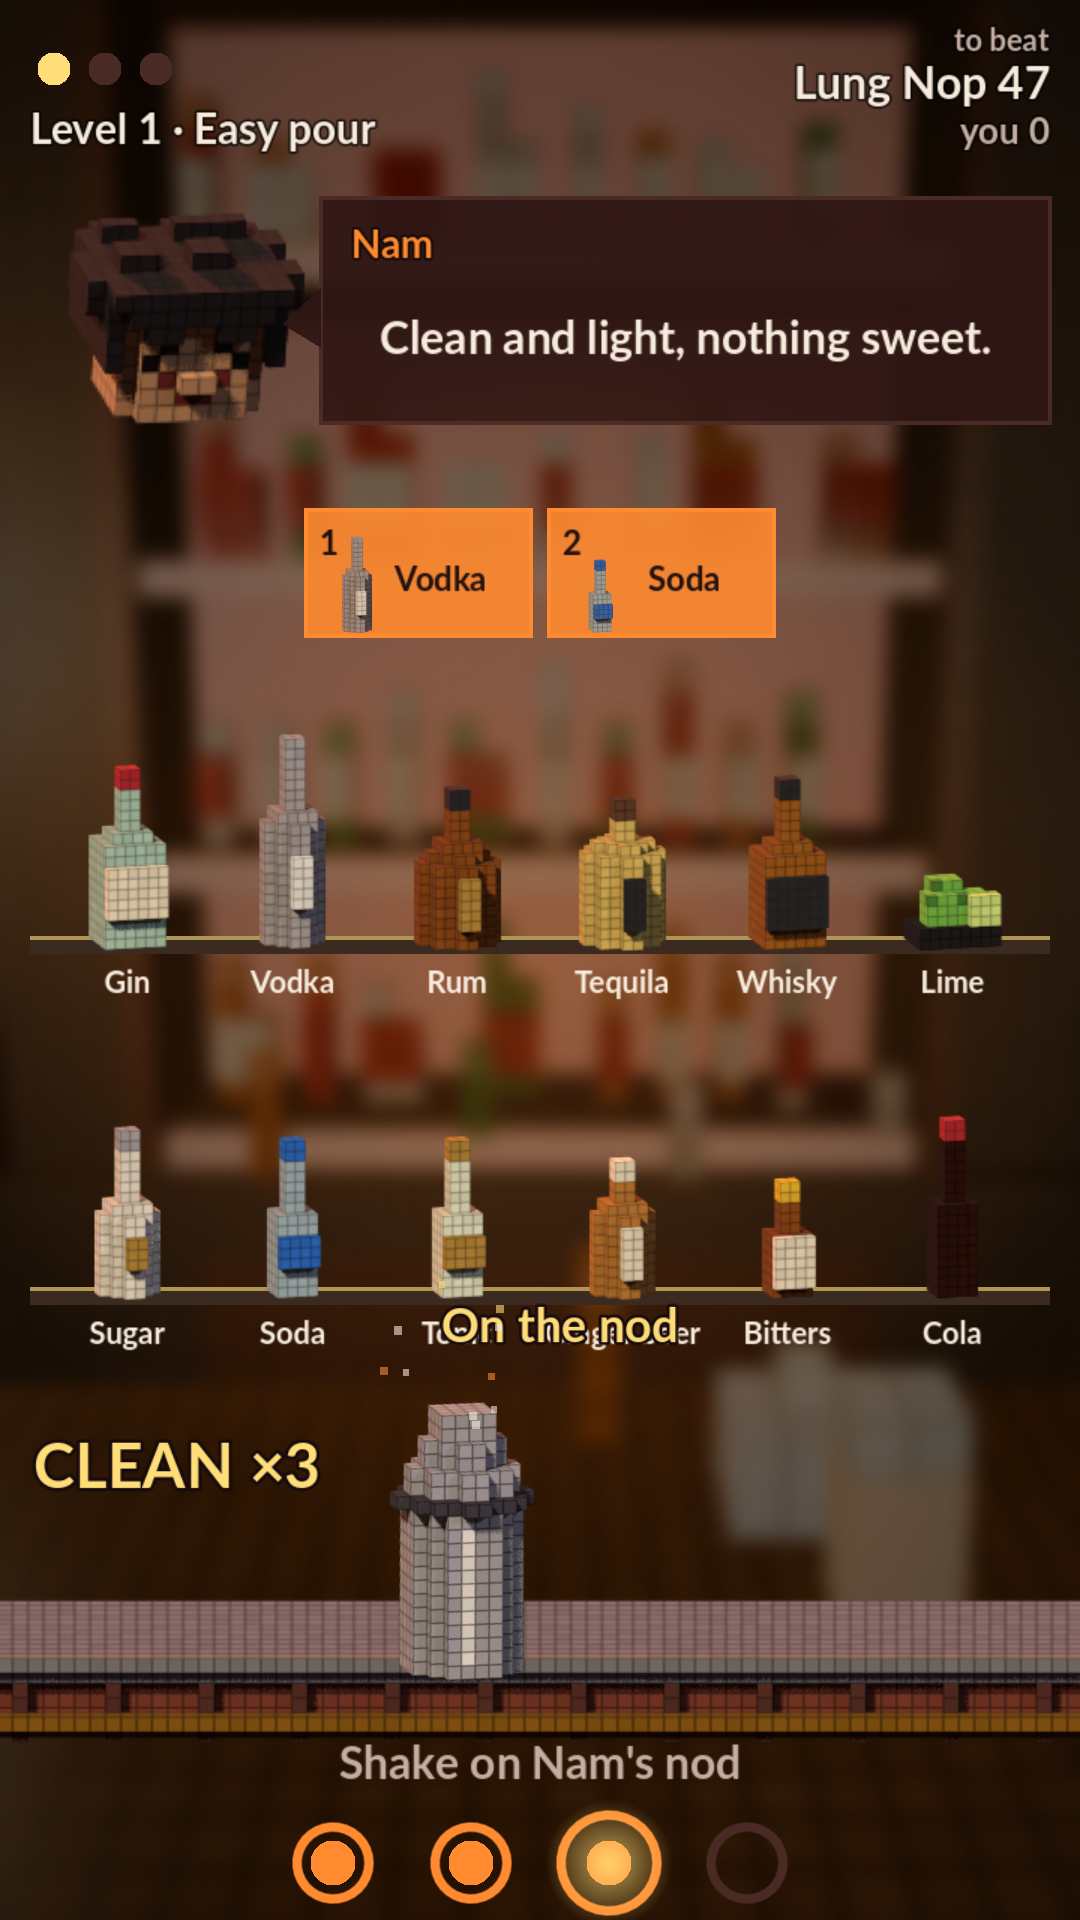 to beat
Lung Nop 47
you 0
Level 1 · Easy pour
Nam
Clean and light, nothing sweet.
1 Vodka
2 Soda
Gin Vodka Rum Tequila Whisky Lime
Sugar Soda Bitters Cola
On the nod
CLEAN ×3
Shake on Nam's nod